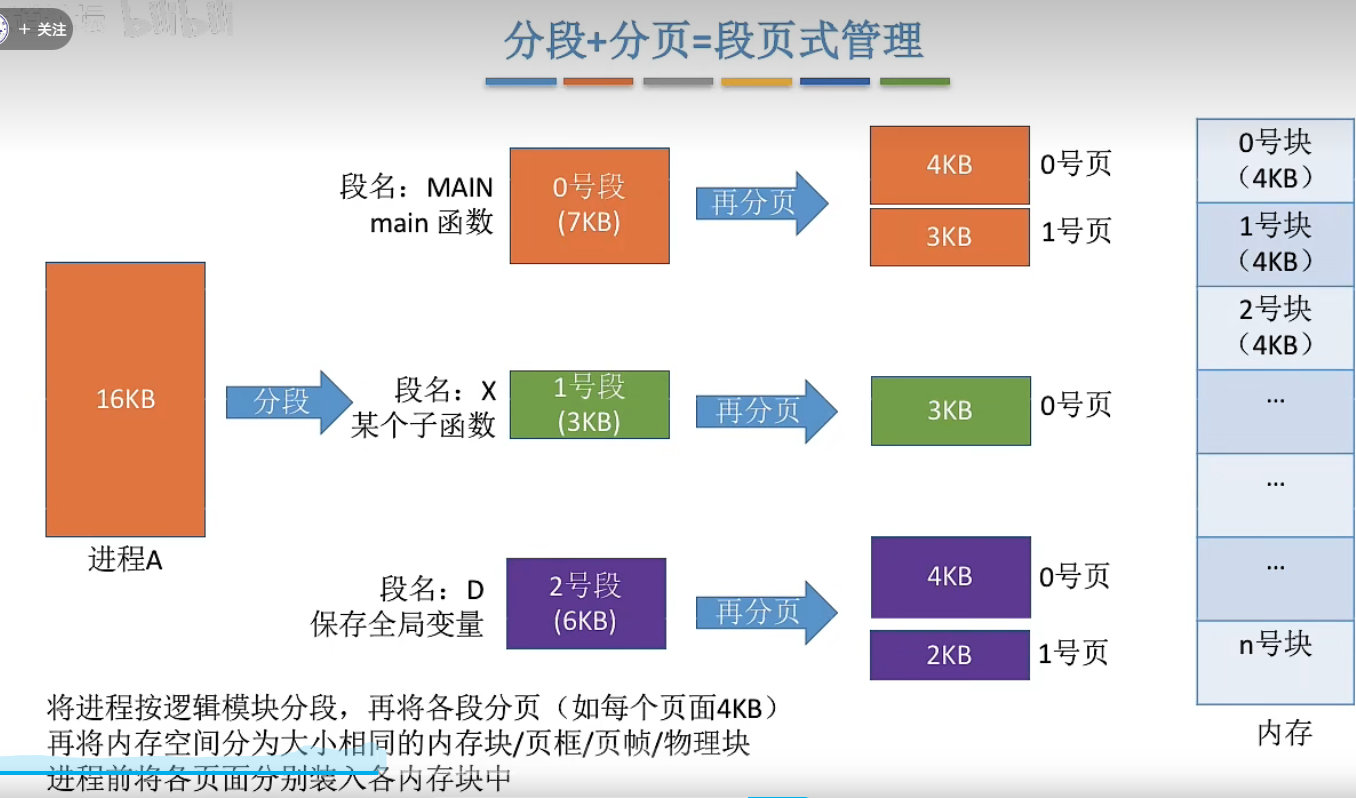 + 关注
bilibili
分段+分页=段页式管理
段名：MAIN
main 函数
0号段
(7KB)
再分页
4KB
0号页
3KB
1号页
16KB
进程A
分段
段名：X
某个子函数
1号段
(3KB)
再分页
3KB
0号页
段名：D
保存全局变量
2号段
(6KB)
再分页
4KB
0号页
2KB
1号页
0号块
（4KB）
1号块
（4KB）
2号块
（4KB）
...
...
...
n号块
内存
将进程按逻辑模块分段，再将各段分页（如每个页面4KB）
再将内存空间分为大小相同的内存块/页框/页帧/物理块
进程前将各页面分别装入各内存块中